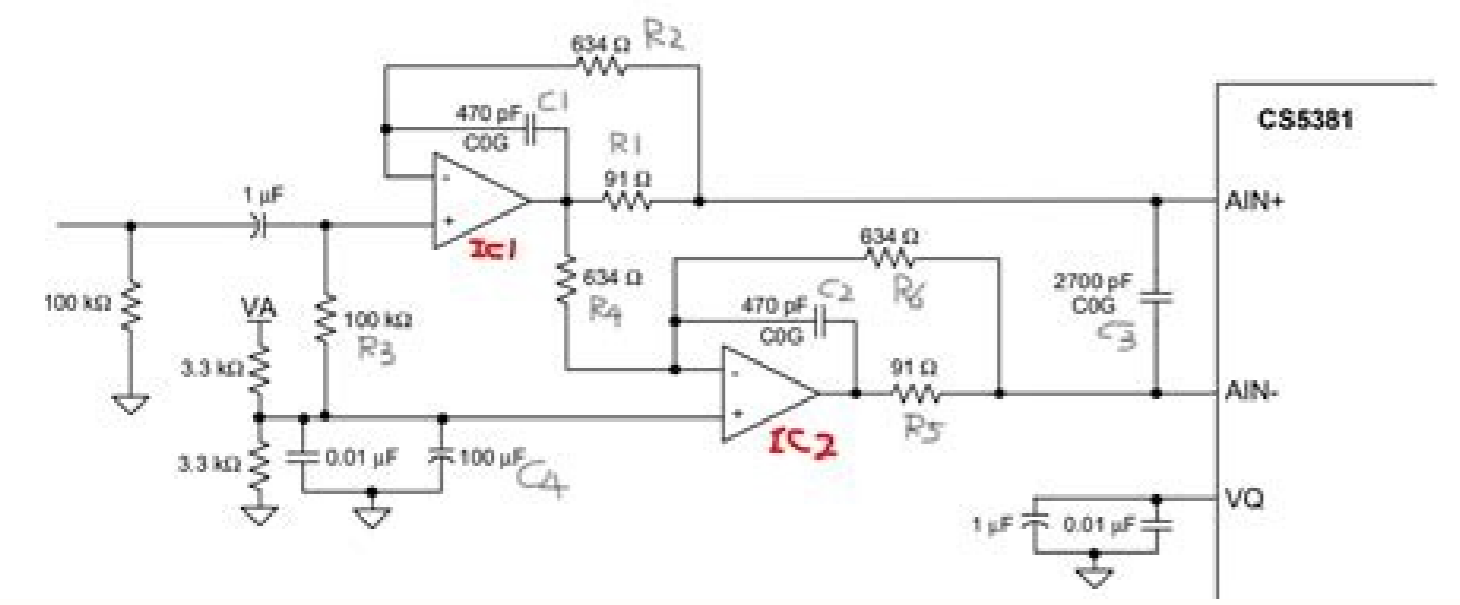 634 Ω R2
470 pF C1
C0G
R1
91 Ω
CS5381
AIN+
1 µF
-
+
IC1
100 kΩ
VA
100 kΩ
R3
634 Ω
R4
634 Ω
R6
470 pF C2
C0G
2700 pF
C0G
C3
3.3 kΩ
-
+
IC2
91 Ω
R5
AIN-
3.3 kΩ
0.01 µF
100 µF C4
VQ
1 µF
0.01 µF